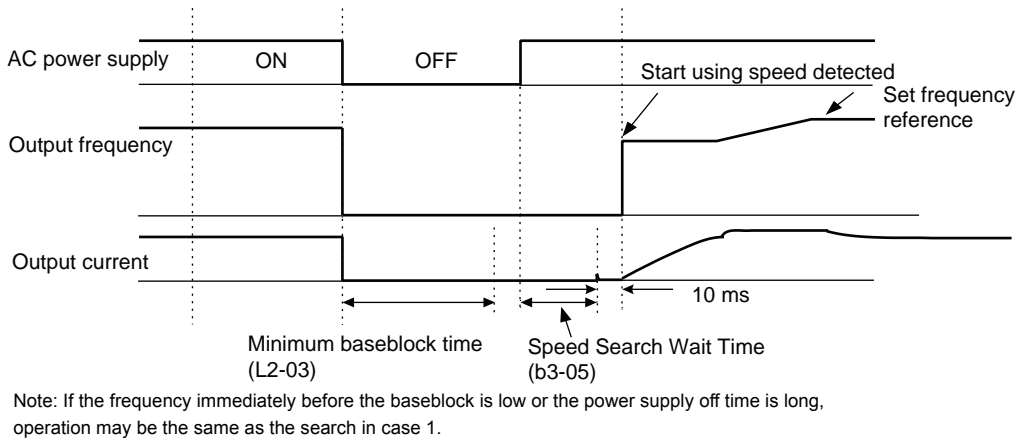 AC power supply
ON
OFF
Start using speed detected
Set frequency
reference
Output frequency
Output current
10 ms
Minimum baseblock time
(L2-03)
Speed Search Wait Time
(b3-05)
Note: If the frequency immediately before the baseblock is low or the power supply off time is long,
operation may be the same as the search in case 1.